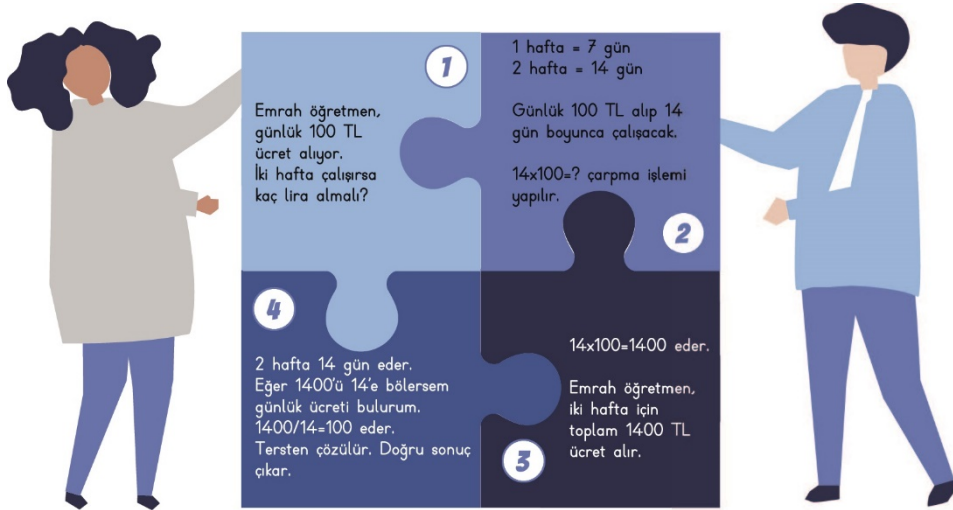 1
Emrah öğretmen,
günlük 100 TL
ücret alıyor.
İki hafta çalışırsa
kaç lira almalı?
1 hafta = 7 gün
2 hafta = 14 gün
Günlük 100 TL alıp 14
gün boyunca çalışacak.
14x100=? çarpma işlemi
yapılır.
2
14x100=1400 eder.
Emrah öğretmen,
iki hafta için
toplam 1400 TL
ücret alır.
3
4
2 hafta 14 gün eder.
Eğer 1400'ü 14'e bölersem
günlük ücreti bulurum.
1400/14=100 eder.
Tersten çözülür. Doğru sonuç
çıkar.